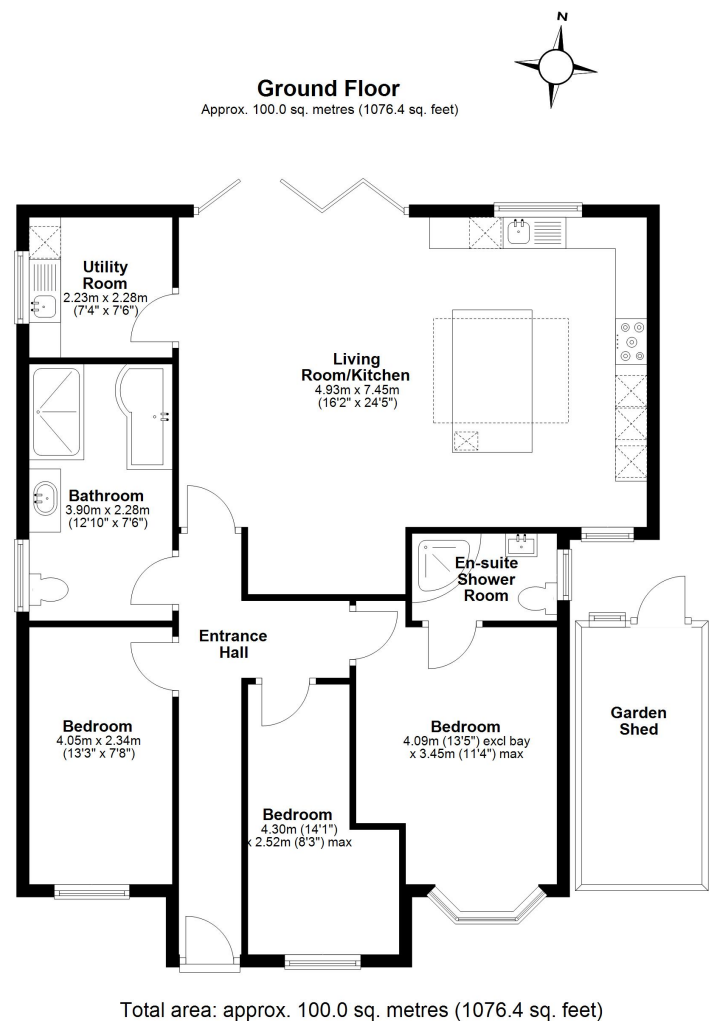 N
Ground Floor
Approx. 100.0 sq. metres (1076.4 sq. feet)
Utility
Room
2.23m x 2.28m
(7'4" x 7'6")
Living
Room/Kitchen
4.93m x 7.45m
(16'2" x 24'5")
Bathroom
3.90m x 2.28m
(12'10" x 7'6")
En-suite
Shower
Room
Entrance
Hall
Bedroom
4.05m x 2.34m
(13'3" x 7'8")
Bedroom
4.09m (13'5") excl bay
x 3.45m (11'4") max
Garden
Shed
Bedroom
4.30m (14'1")
x 2.52m (8'3") max
Total area: approx. 100.0 sq. metres (1076.4 sq. feet)